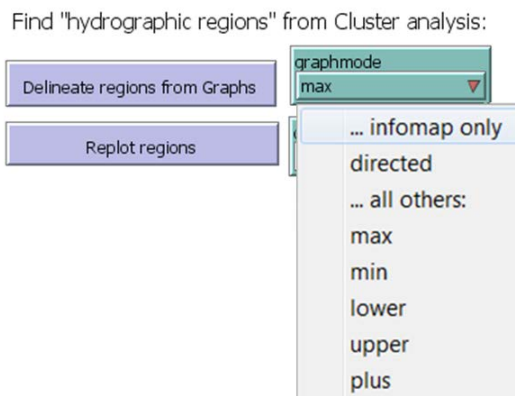 Find "hydrographic regions" from Cluster analysis:
Delineate regions from Graphs
graphmode
max
Replot regions
... infomap only
directed
... all others:
max
min
lower
upper
plus